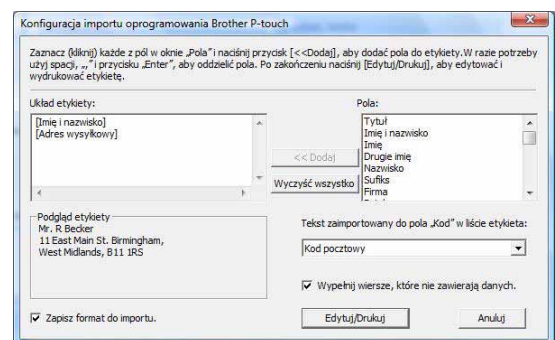 Konfiguracja importu oprogramowania Brother P-touch
Zaznacz (kliknij) każde z pól w oknie „Pola" i naciśnij przycisk [<<Dodaj], aby dodać pola do etykiety. W razie potrzeby
użyj spacji, „," i przycisku „Enter", aby oddzielić pola. Po zakończeniu naciśnij [Edytuj/Drukuj], aby edytować i
wydrukować etykietę.
Układ etykiety:
[Imię i nazwisko]
[Adres wysyłkowy]
<< Dodaj
Wyczyść wszystko
Pola:
Tytuł
Imię i nazwisko
Imię
Drugie imię
Nazwisko
Sufiks
Firma
Podgląd etykiety
Mr. R Becker
11 East Main St. Birmingham,
West Midlands, B11 1RS
Tekst zaimportowany do pola „Kod" w liście etykieta:
Kod pocztowy
Wypełnij wiersze, które nie zawierają danych.
Zapisz format do importu.
Edytuj/Drukuj
Anuluj